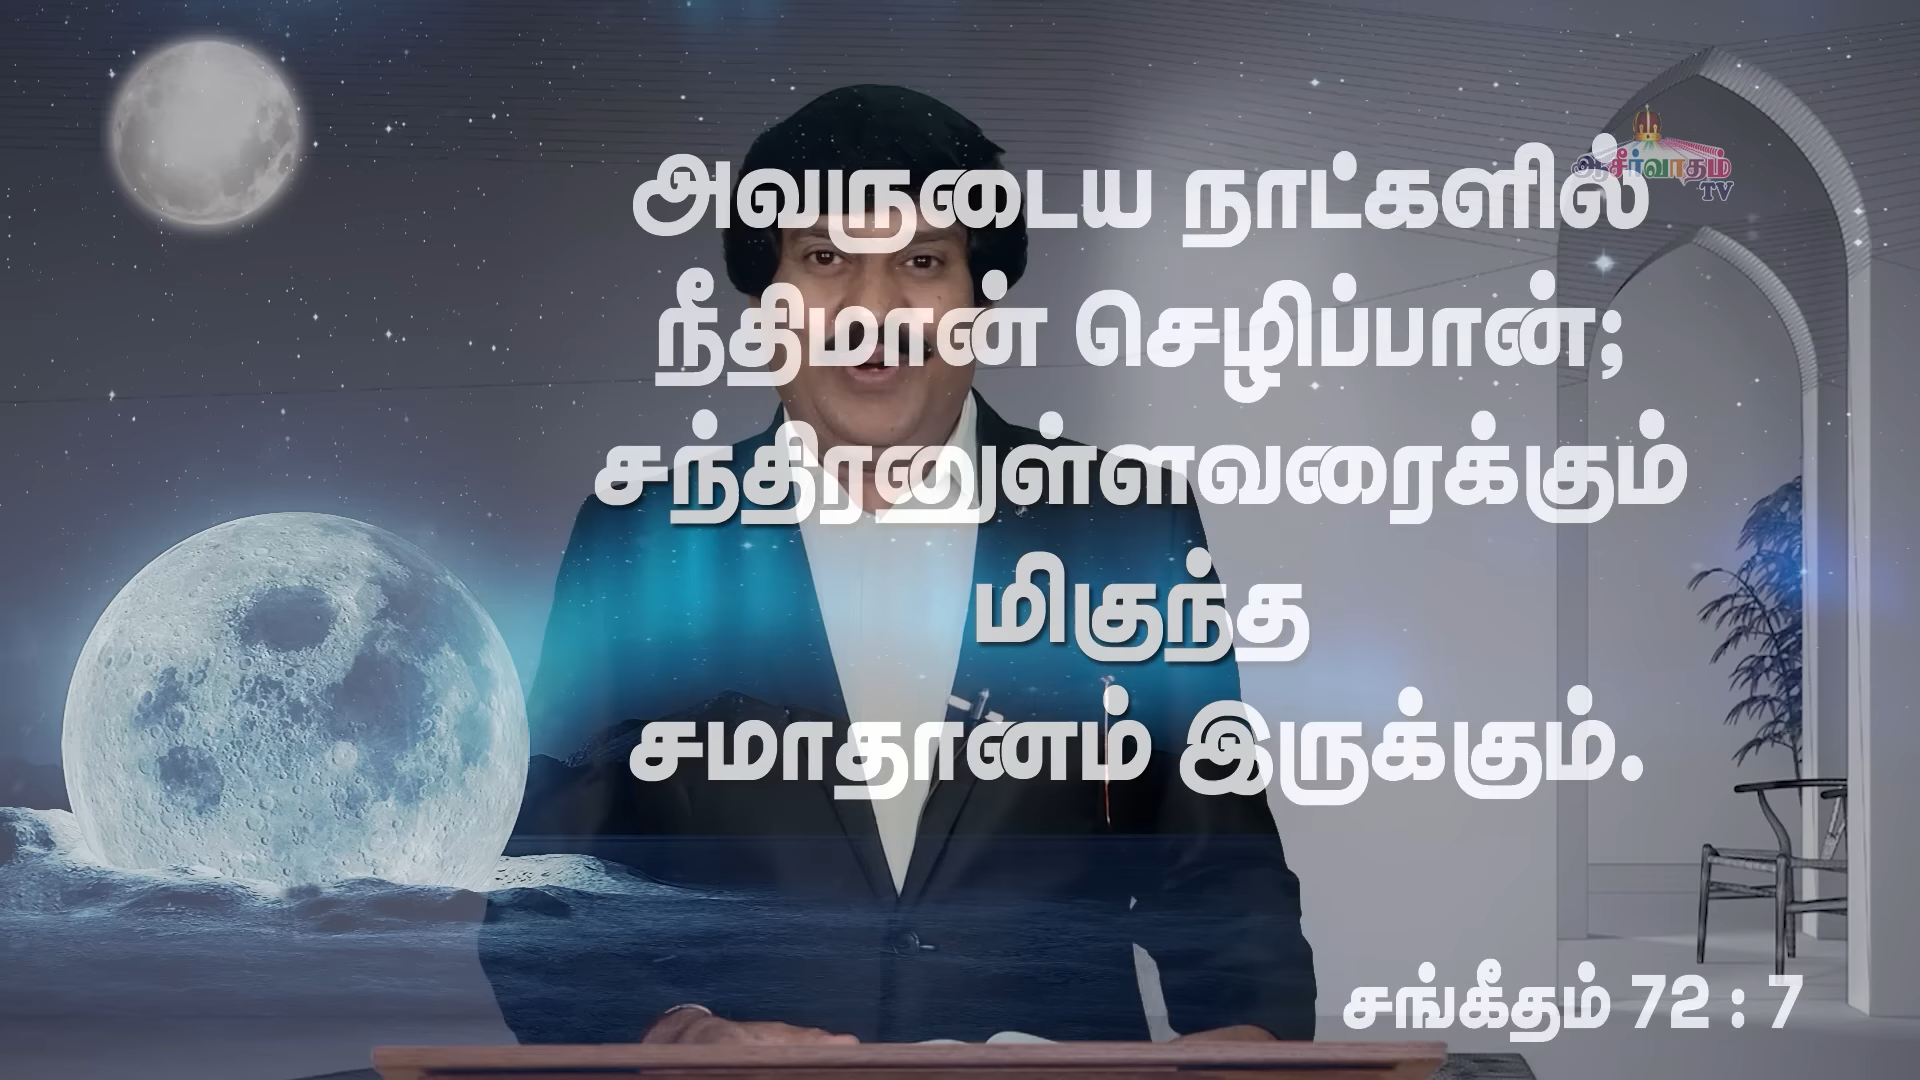 ஆசீர்வாதம்
TV
அவருடைய நாட்களில்
நீதிமான் செழிப்பான்;
சந்திரனுள்ளவரைக்கும்
மிகுந்த
சமாதானம் இருக்கும்.
சங்கீதம் 72 : 7